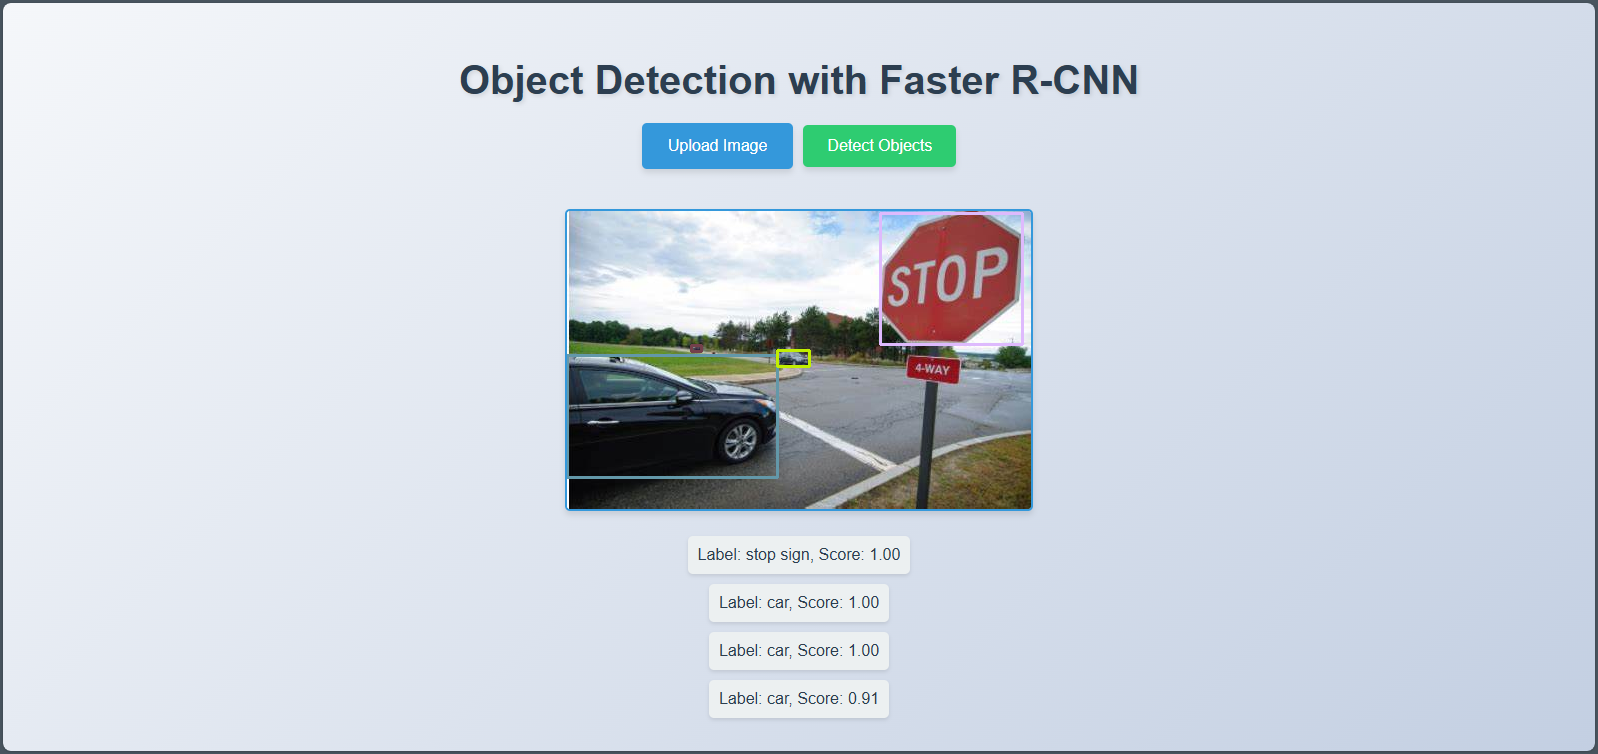 Object Detection with Faster R-CNN
Upload Image
Detect Objects
STOP
4-WAY
Label: stop sign, Score: 1.00
Label: car, Score: 1.00
Label: car, Score: 1.00
Label: car, Score: 0.91